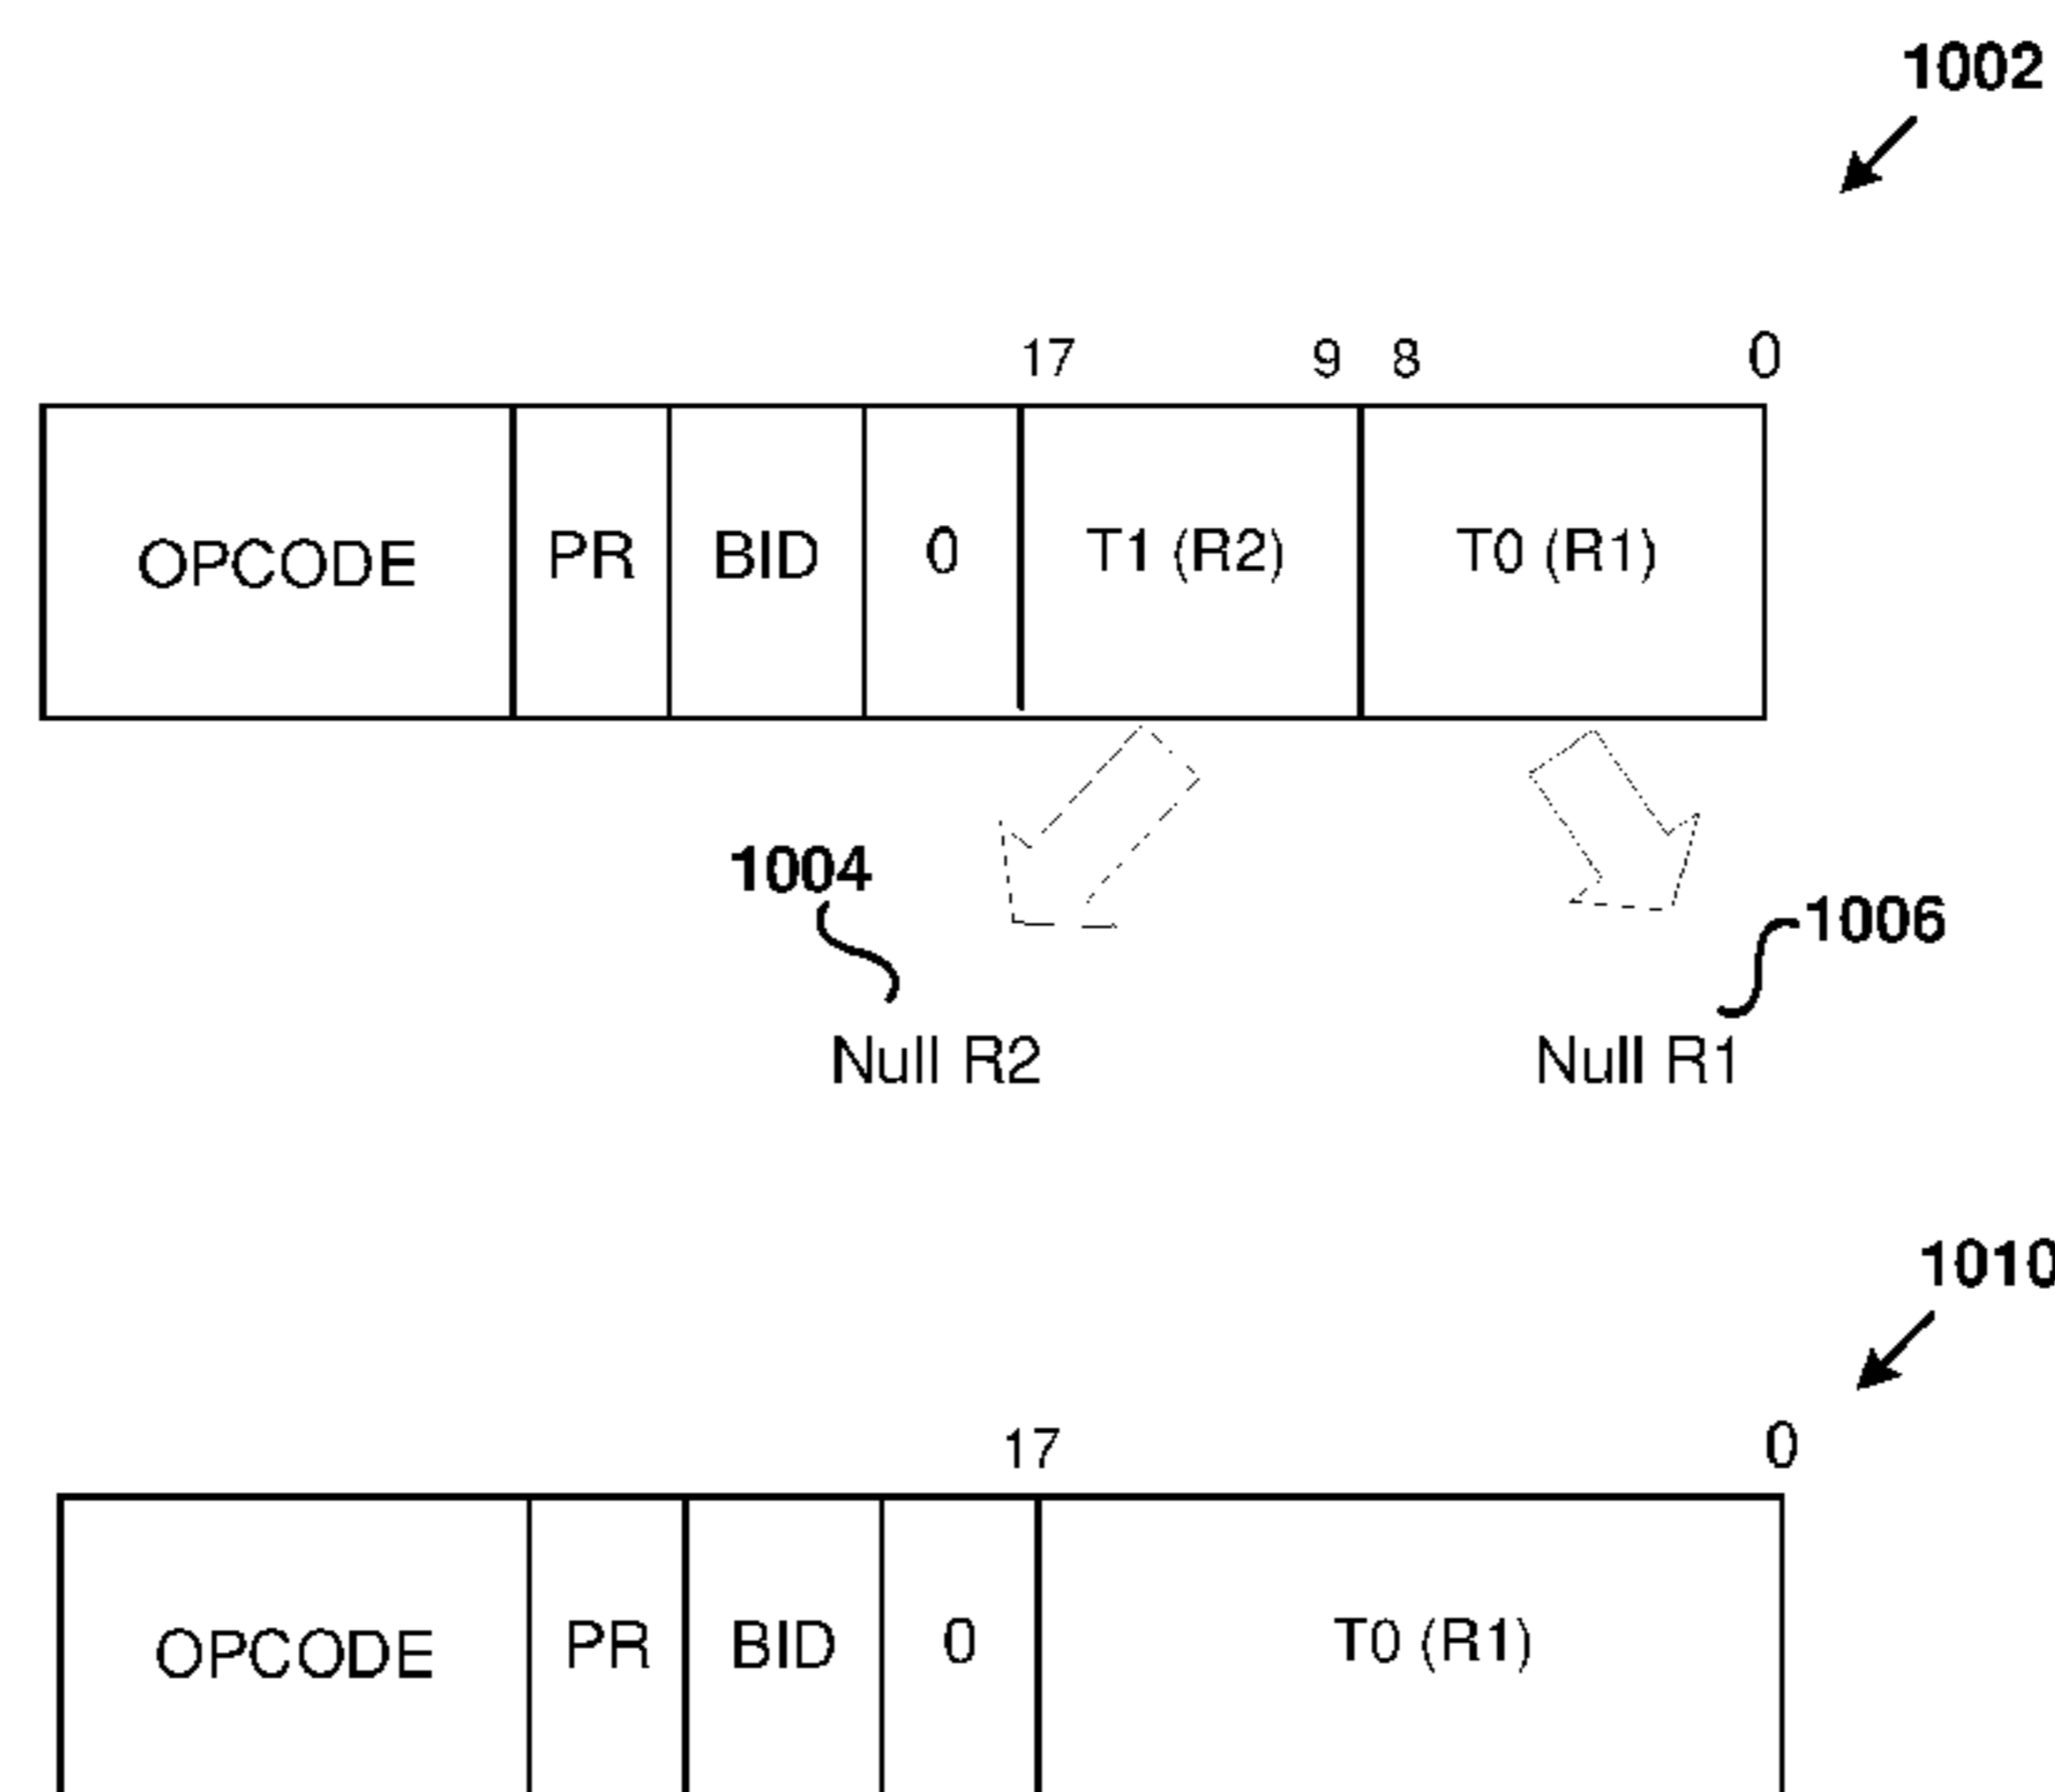 1002
17 9 8 0
OPCODE PR BID 0 T1 (R2) T0 (R1)
1004
1006
Null R2 Null R1
1010
17 0
OPCODE PR BID 0 T0 (R1)